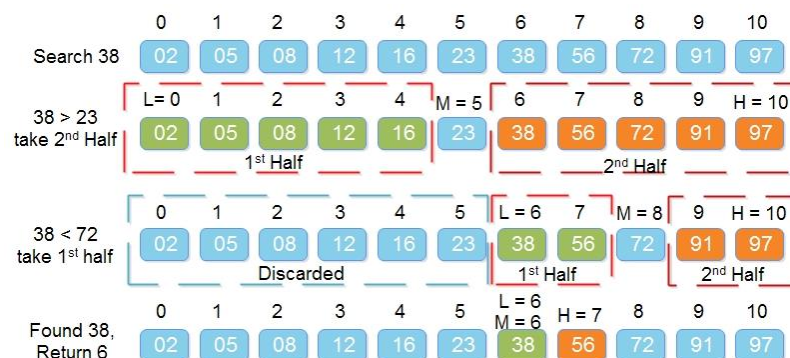 0 1 2 3 4 5 6 7 8 9 10
Search 38 02 05 08 12 16 23 38 56 72 91 97
L= 0 1 2 3 4 M = 5 6 7 8 9 H = 10
38 > 23
take 2nd Half
02 05 08 12 16 23 38 56 72 91 97
1st Half 2nd Half
0 1 2 3 4 5 L = 6 7 M = 8 9 H = 10
38 < 72
take 1st half
02 05 08 12 16 23 38 56 72 91 97
Discarded 1st Half 2nd Half
L = 6
0 1 2 3 4 5 M = 6 H = 7 8 9 10
Found 38,
Return 6
02 05 08 12 16 23 38 56 72 91 97